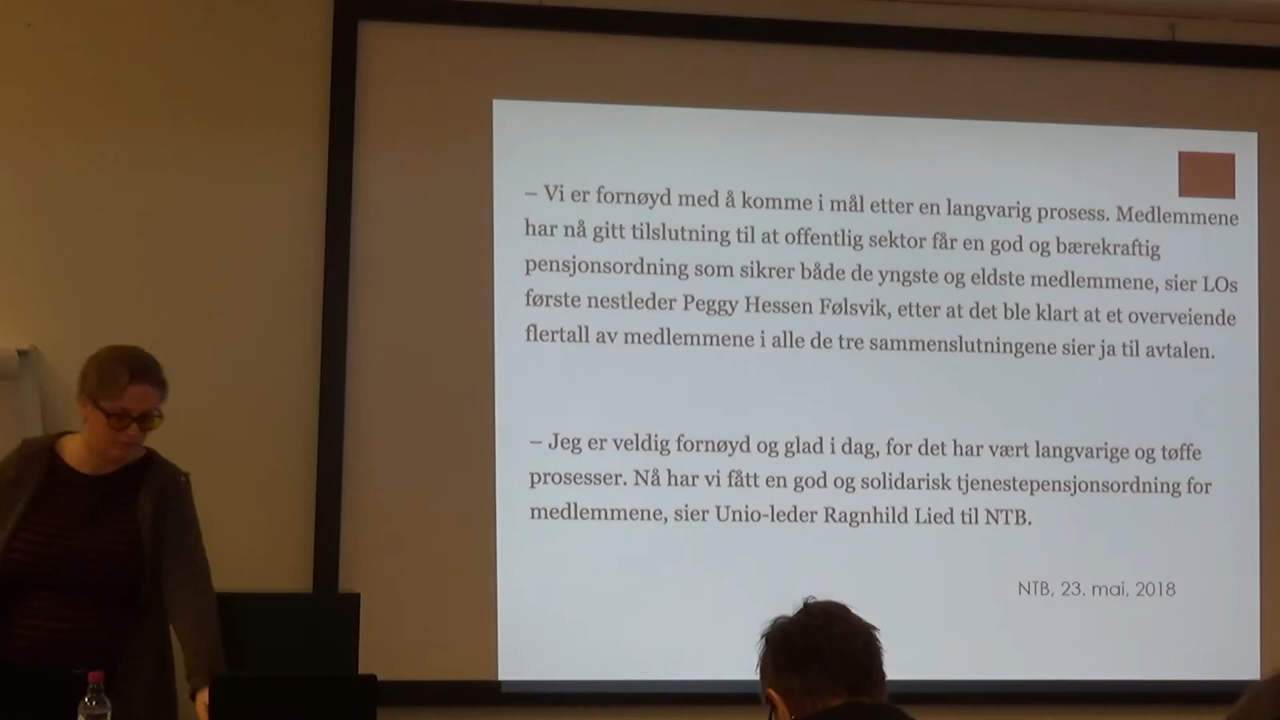 – Vi er fornøyd med å komme i mål etter en langvarig prosess. Medlemmene
har nå gitt tilslutning til at offentlig sektor får en god og bærekraftig
pensjonsordning som sikrer både de yngste og eldste medlemmene, sier LOs
første nestleder Peggy Hessen Følsvik, etter at det ble klart at et overveiende
flertall av medlemmene i alle de tre sammenslutningene sier ja til avtalen.
– Jeg er veldig fornøyd og glad i dag, for det har vært langvarige og tøffe
prosesser. Nå har vi fått en god og solidarisk tjenestepensjonsordning for
medlemmene, sier Unio-leder Ragnhild Lied til NTB.
NTB, 23. mai, 2018